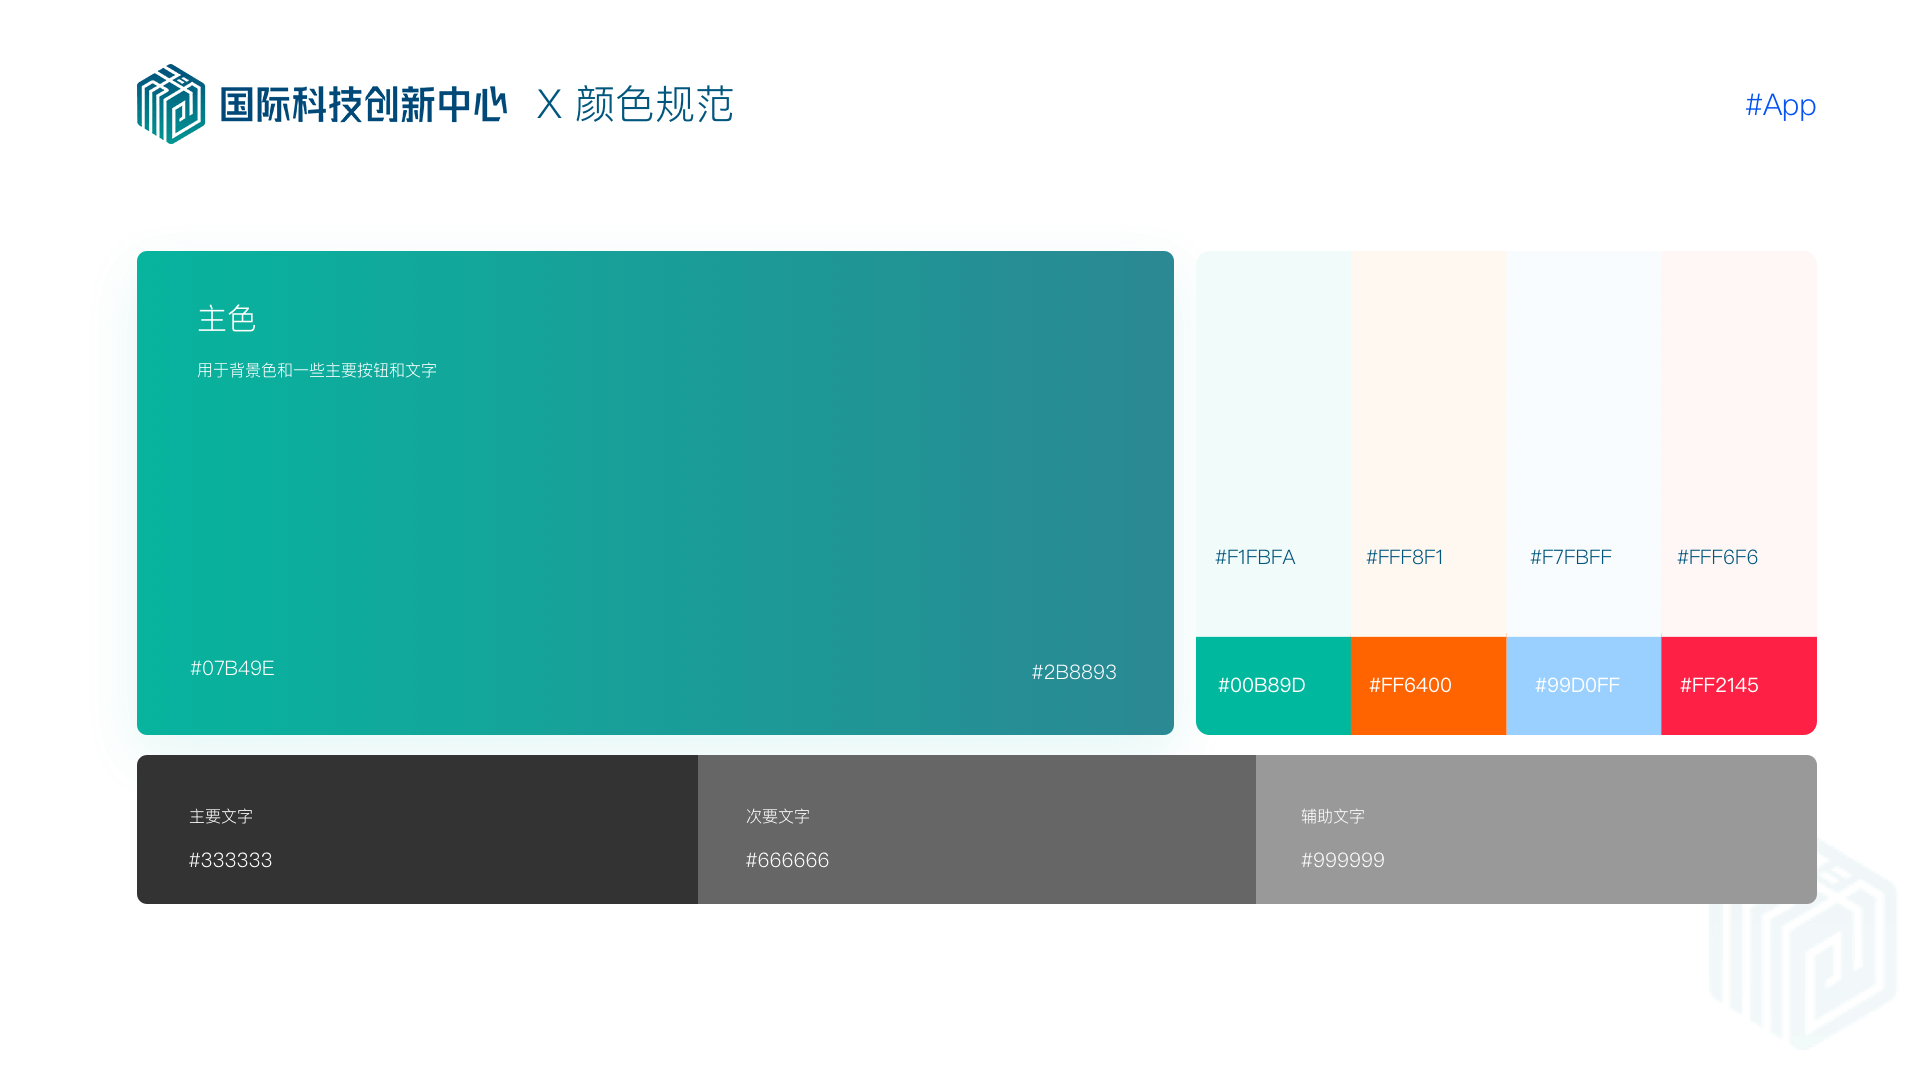 国际科技创新中心 X 颜色规范
#App
主色
用于背景色和一些主要按钮和文字
#07B49E
#2B8893
#F1FBFA
#FFF8F1
#F7FBFF
#FFF6F6
#00B89D
#FF6400
#99D0FF
#FF2145
主要文字
#333333
次要文字
#666666
辅助文字
#999999